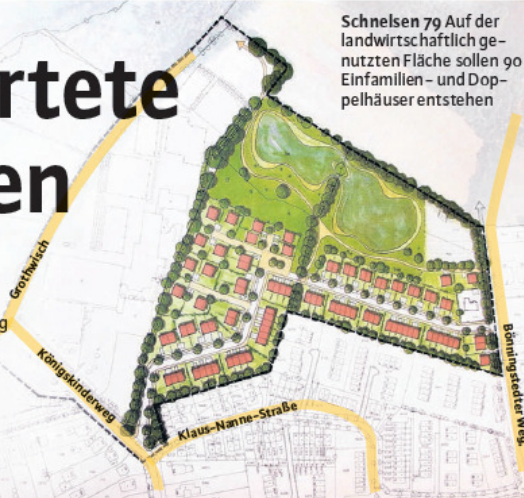 Schnelsen 79 Auf der
landwirtschaftlich ge-
nutzten Fläche sollen 90
Einfamilien- und Dop-
pelhäuser entstehen
rtete
en
Grothwisch
g
Königskinderweg
Klaus-Nanne-Straße
Bönningstedter Weg